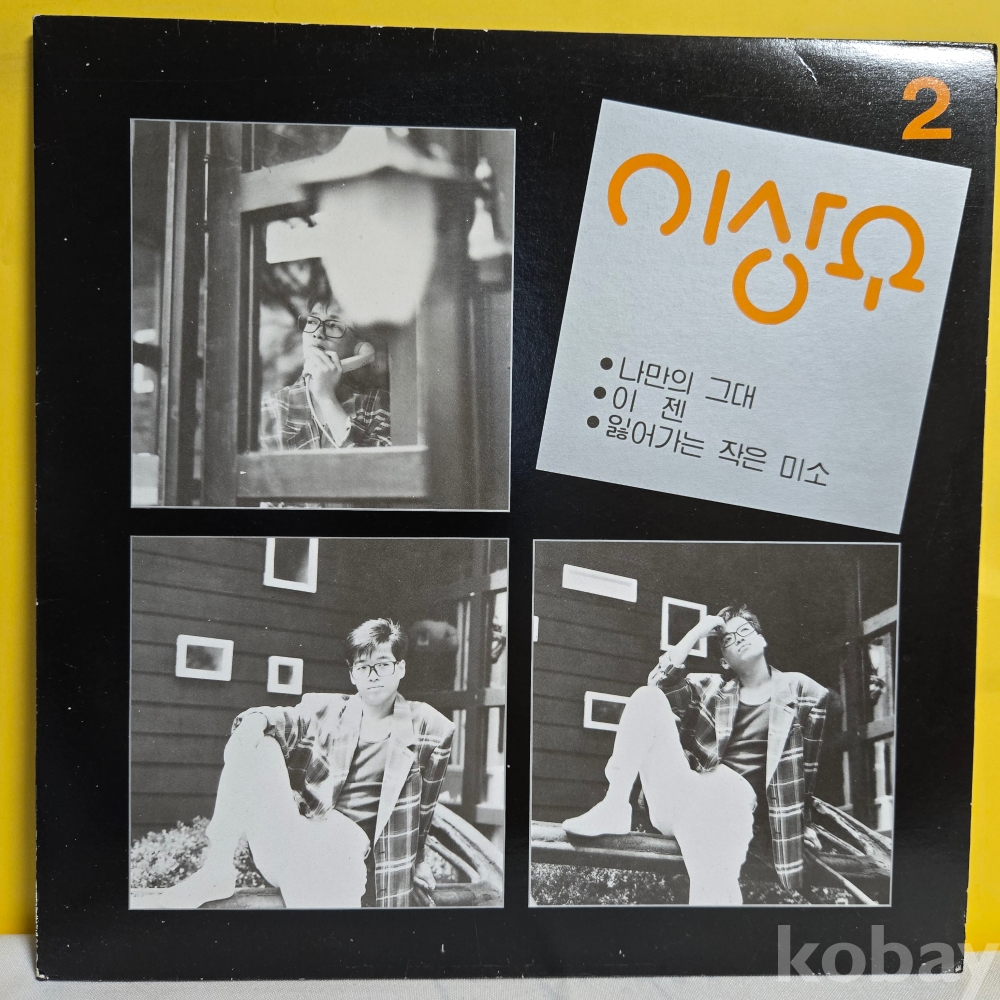 2
이상우
• 나만의 그대
• 이 젠
• 잃어가는 작은 미소
kobay